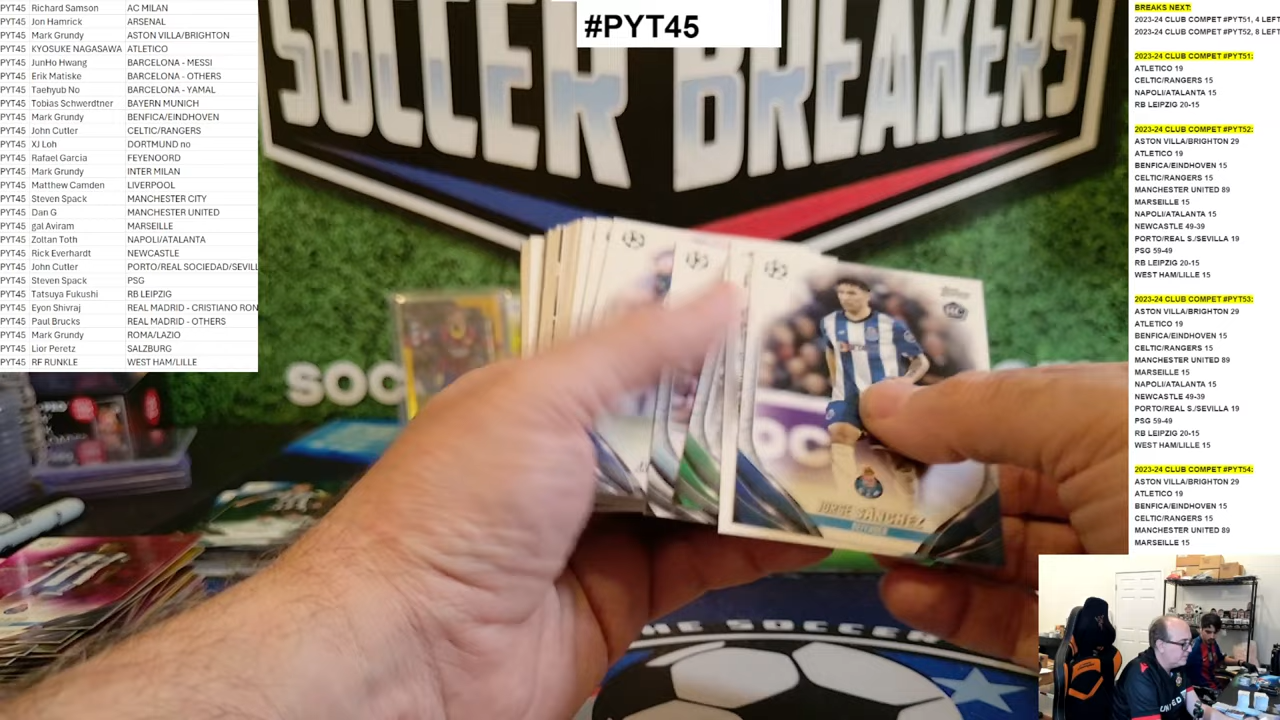 PYT45 Richard Samson AC MILAN
PYT45 Jon Hamrick ARSENAL
PYT45 Mark Grundy ASTON VILLA/BRIGHTON
PYT45 KYOSUKE NAGASAWA ATLETICO
PYT45 JunHo Hwang BARCELONA - MESSI
PYT45 Erik Matiske BARCELONA - OTHERS
PYT45 Taehyub No BARCELONA - YAMAL
PYT45 Tobias Schwerdtner BAYERN MUNICH
PYT45 Mark Grundy BENFICA/EINDHOVEN
PYT45 John Cutler CELTIC/RANGERS
PYT45 XJ Loh DORTMUND no
PYT45 Rafael Garcia FEYENOORD
PYT45 Mark Grundy INTER MILAN
PYT45 Matthew Camden LIVERPOOL
PYT45 Steven Spack MANCHESTER CITY
PYT45 Dan G MANCHESTER UNITED
PYT45 gal Aviram MARSEILLE
PYT45 Zoltan Toth NAPOLI/ATALANTA
PYT45 Rick Everhardt NEWCASTLE
PYT45 John Cutler PORTO/REAL SOCIEDAD/SEVILL
PYT45 Steven Spack PSG
PYT45 Tatsuya Fukushi RB LEIPZIG
PYT45 Eyon Shivraj REAL MADRID - CRISTIANO RON
PYT45 Paul Brucks REAL MADRID - OTHERS
PYT45 Mark Grundy ROMA/LAZIO
PYT45 Lior Peretz SALZBURG
PYT45 RF RUNKLE WEST HAM/LILLE
#PYT45
SOCCER BREAKERS
SOC
OC
JORGE SÁNCHEZ
DEFENDER
THE SOCCER
UNITED
BREAKS NEXT:
2023-24 CLUB COMPET #PYT51, 4 LEFT
2023-24 CLUB COMPET #PYT52, 8 LEFT
2023-24 CLUB COMPET #PYT51:
ATLETICO 19
CELTIC/RANGERS 15
NAPOLI/ATALANTA 15
RB LEIPZIG 20-15
2023-24 CLUB COMPET #PYT52:
ASTON VILLA/BRIGHTON 29
ATLETICO 19
BENFICA/EINDHOVEN 15
CELTIC/RANGERS 15
MANCHESTER UNITED 89
MARSEILLE 15
NAPOLI/ATALANTA 15
NEWCASTLE 49-39
PORTO/REAL S./SEVILLA 19
PSG 59-49
RB LEIPZIG 20-15
WEST HAM/LILLE 15
2023-24 CLUB COMPET #PYT53:
ASTON VILLA/BRIGHTON 29
ATLETICO 19
BENFICA/EINDHOVEN 15
CELTIC/RANGERS 15
MANCHESTER UNITED 89
MARSEILLE 15
NAPOLI/ATALANTA 15
NEWCASTLE 49-39
PORTO/REAL S./SEVILLA 19
PSG 59-49
RB LEIPZIG 20-15
WEST HAM/LILLE 15
2023-24 CLUB COMPET #PYT54:
ASTON VILLA/BRIGHTON 29
ATLETICO 19
BENFICA/EINDHOVEN 15
CELTIC/RANGERS 15
MANCHESTER UNITED 89
MARSEILLE 15